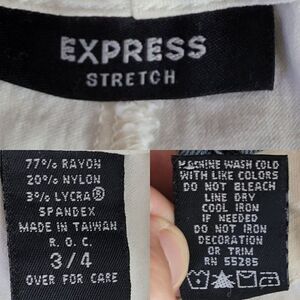 EXPRESS
STRETCH
77% RAYON
20% NYLON
3% LYCRA®
SPANDEX
MADE IN TAIWAN
R.O.C.
3/4
OVER FOR CARE
MACHINE WASH COLD
WITH LIKE COLORS
DO NOT BLEACH
LINE DRY
COOL IRON
IF NEEDED
DO NOT IRON
DECORATION
OR TRIM
RN 55285